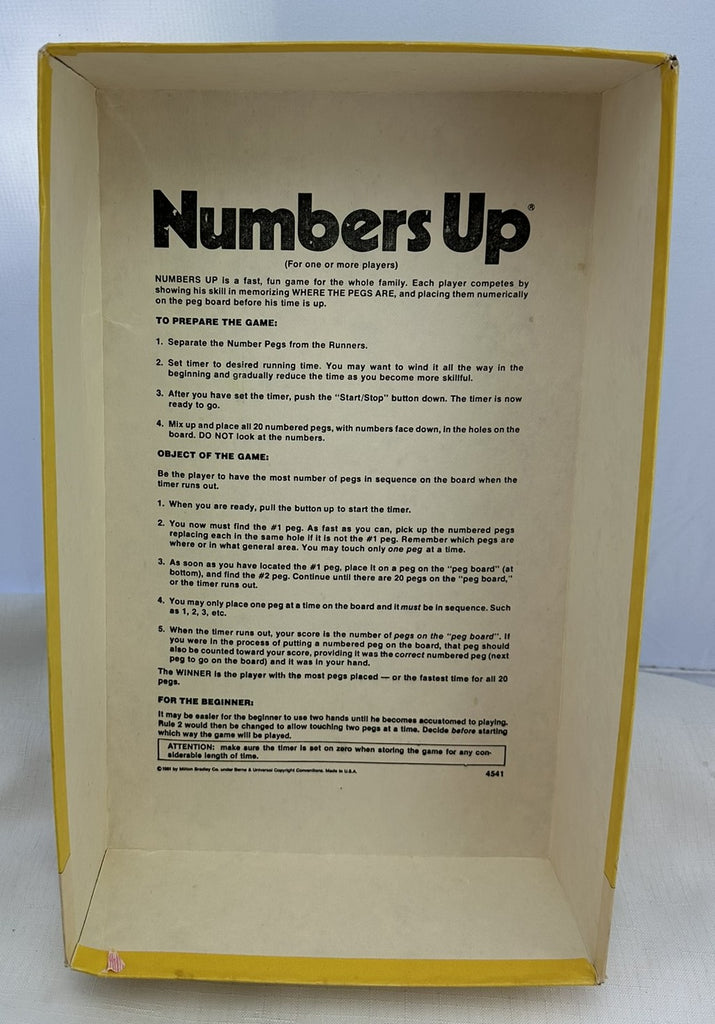 Numbers Up®
(For one or more players)
NUMBERS UP is a fast, fun game for the whole family. Each player competes by
showing his skill in memorizing WHERE THE PEGS ARE, and placing them numerically
on the peg board before his time is up.
TO PREPARE THE GAME:
1. Separate the Number Pegs from the Runners.
2. Set timer to desired running time. You may want to wind it all the way in the
beginning and gradually reduce the time as you become more skillful.
3. After you have set the timer, push the "Start/Stop" button down. The timer is now
ready to go.
4. Mix up and place all 20 numbered pegs, with numbers face down, in the holes on the
board. DO NOT look at the numbers.
OBJECT OF THE GAME:
Be the player to have the most number of pegs in sequence on the board when the
timer runs out.
1. When you are ready, pull the button up to start the timer.
2. You now must find the #1 peg. As fast as you can, pick up the numbered pegs
replacing each in the same hole if it is not the #1 peg. Remember which pegs are
where or in what general area. You may touch only one peg at a time.
3. As soon as you have located the #1 peg, place it on a peg on the "peg board" (at
bottom), and find the #2 peg. Continue until there are 20 pegs on the "peg board,"
or the timer runs out.
4. You may only place one peg at a time on the board and it must be in sequence. Such
as 1, 2, 3, etc.
5. When the timer runs out, your score is the number of pegs on the "peg board". If
you were in the process of putting a numbered peg on the board, that peg should
also be counted toward your score, providing it was the correct numbered peg (next
peg to go on the board) and it was in your hand.
The WINNER is the player with the most pegs placed — or the fastest time for all 20
pegs.
FOR THE BEGINNER:
It may be easier for the beginner to use two hands until he becomes accustomed to playing.
Rule 2 would then be changed to allow touching two pegs at a time. Decide before starting
which way the game will be played.
ATTENTION: make sure the timer is set on zero when storing the game for any con-
siderable length of time.
©1981 by Milton Bradley Co. under Berne & Universal Copyright Conventions. Made in U.S.A.
4541